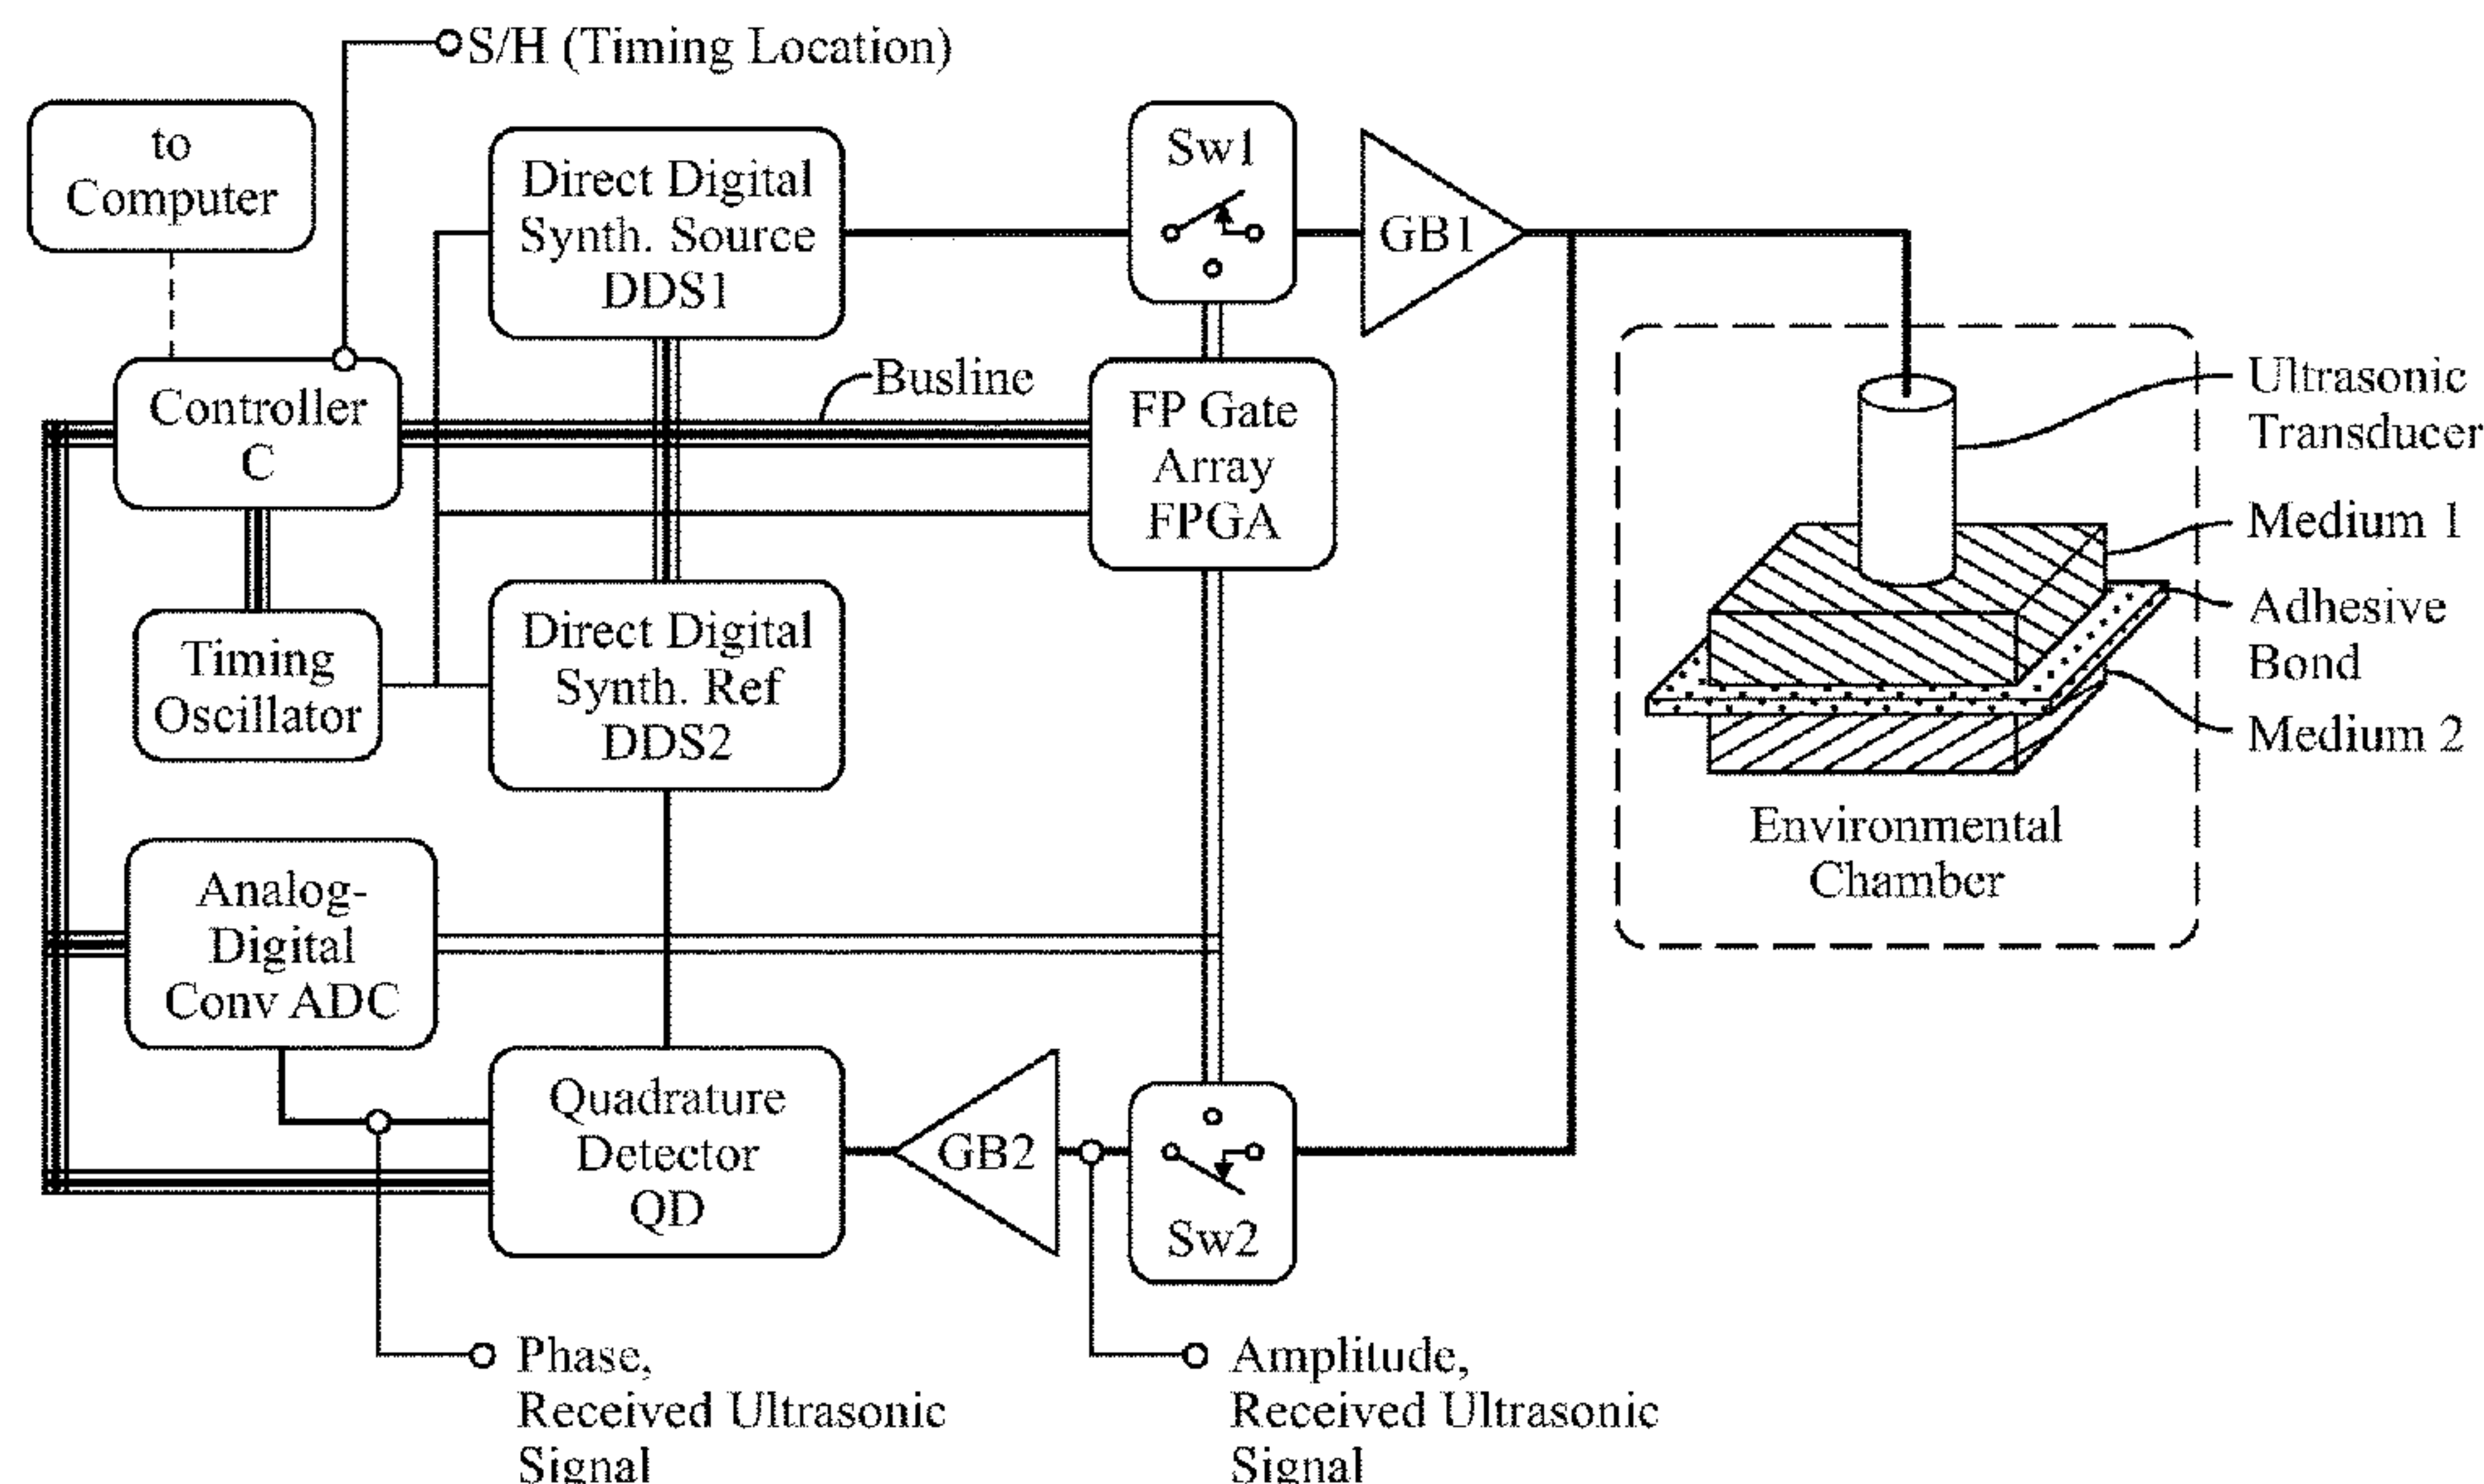 S/H (Timing Location)
to
Computer
Direct Digital
Synth. Source
DDS1
Sw1
GB1
Controller
C
Busline
FP Gate
Array
FPGA
Ultrasonic
Transducer
Medium 1
Adhesive
Bond
Medium 2
Timing
Oscillator
Direct Digital
Synth. Ref
DDS2
Environmental
Chamber
Analog-
Digital
Conv ADC
Quadrature
Detector
QD
GB2
Sw2
Phase,
Received Ultrasonic
Signal
Amplitude,
Received Ultrasonic
Signal